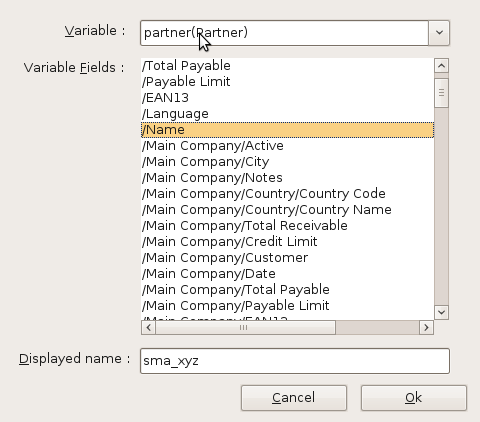 Variable : partner(Partner)
Variable Fields : /Total Payable
/Payable Limit
/EAN13
/Language
/Name
/Main Company/Active
/Main Company/City
/Main Company/Notes
/Main Company/Country/Country Code
/Main Company/Country/Country Name
/Main Company/Total Receivable
/Main Company/Credit Limit
/Main Company/Customer
/Main Company/Date
/Main Company/Total Payable
/Main Company/Payable Limit
/Main Company/EAN13
Displayed name : sma_xyz
Cancel Ok